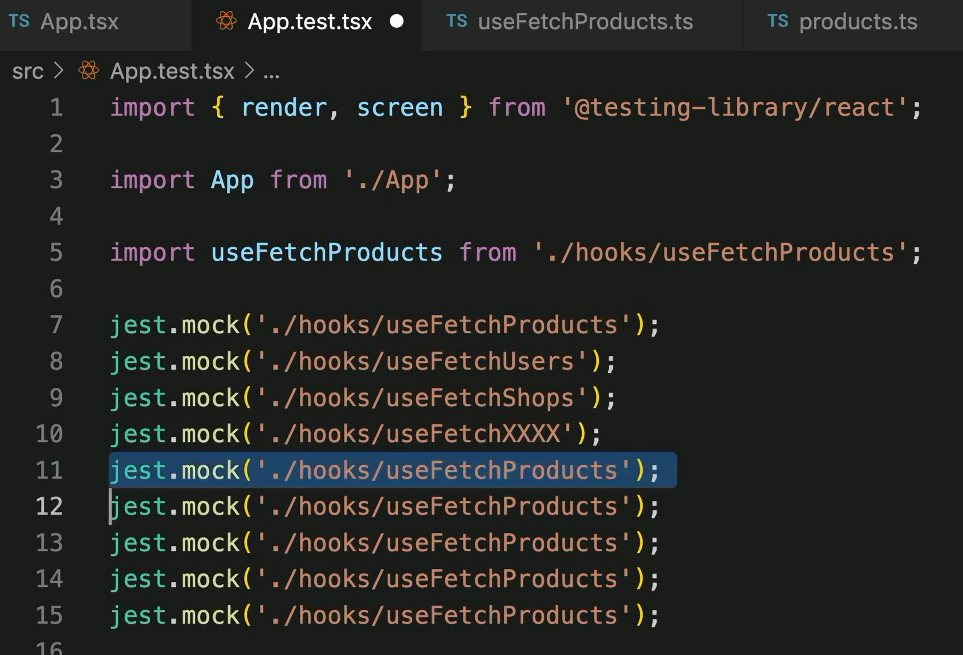 TS App.tsx App.test.tsx TS useFetchProducts.ts TS products.ts
src > App.test.tsx > ...
1 import { render, screen } from '@testing-library/react';
2
3 import App from './App';
4
5 import useFetchProducts from './hooks/useFetchProducts';
6
7 jest.mock('./hooks/useFetchProducts');
8 jest.mock('./hooks/useFetchUsers');
9 jest.mock('./hooks/useFetchShops');
10 jest.mock('./hooks/useFetchXXXX');
11 jest.mock('./hooks/useFetchProducts');
12 jest.mock('./hooks/useFetchProducts');
13 jest.mock('./hooks/useFetchProducts');
14 jest.mock('./hooks/useFetchProducts');
15 jest.mock('./hooks/useFetchProducts');
16